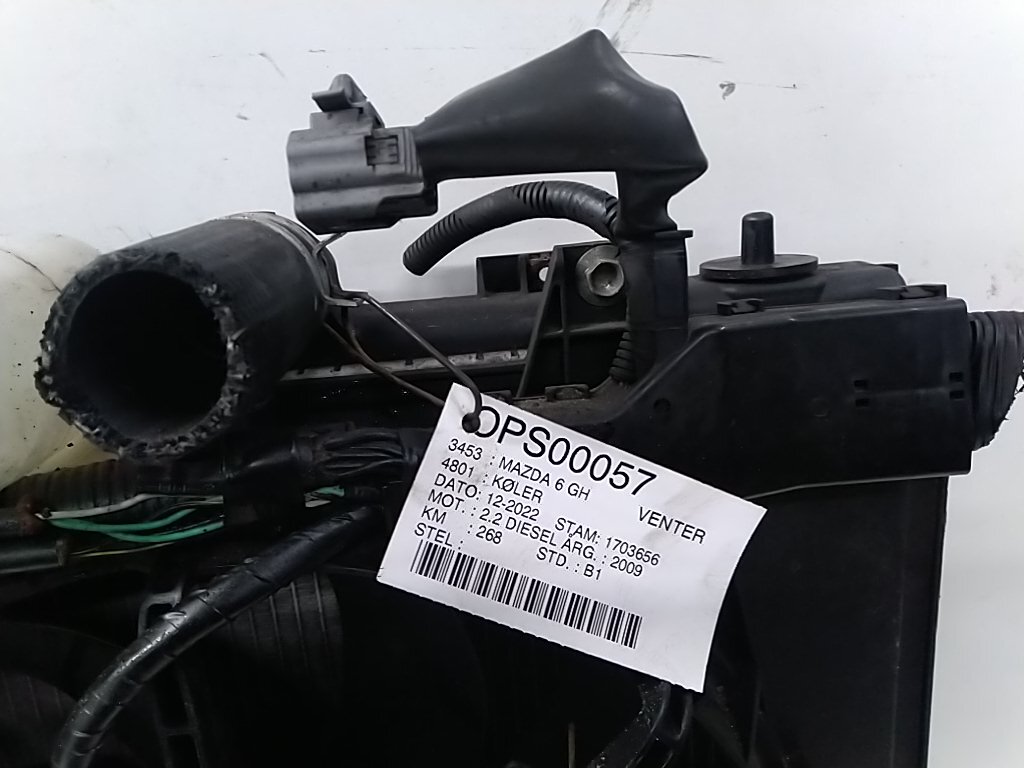 OPS00057
3453 : MAZDA 6 GH VENTER
4801 : KØLER
DATO: 12-2022 STAM: 1703656
MOT. : 2.2 DIESEL ÅRG. : 2009
KM : 268 STD. : B1
STEL :